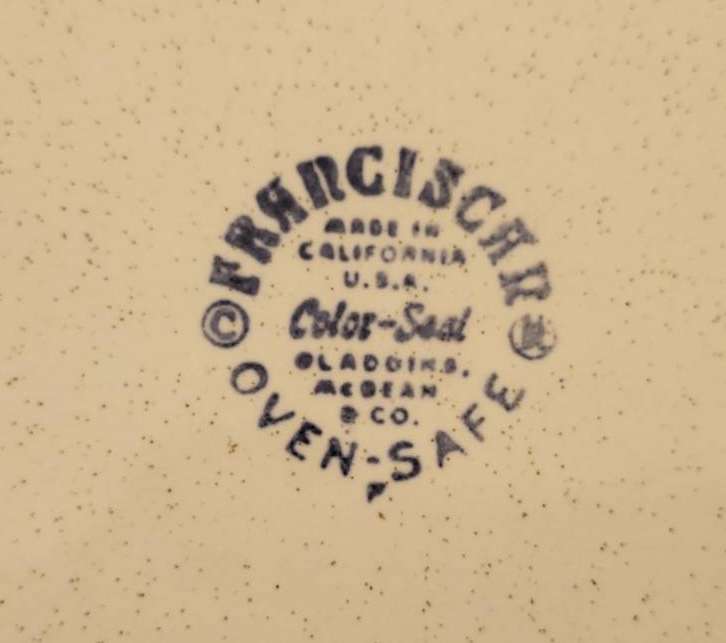 FRANCISCAN
MADE IN
CALIFORNIA
U.S.A.
© Color-Seal ®
GLADDING,
McBEAN
& CO.
OVEN-SAFE